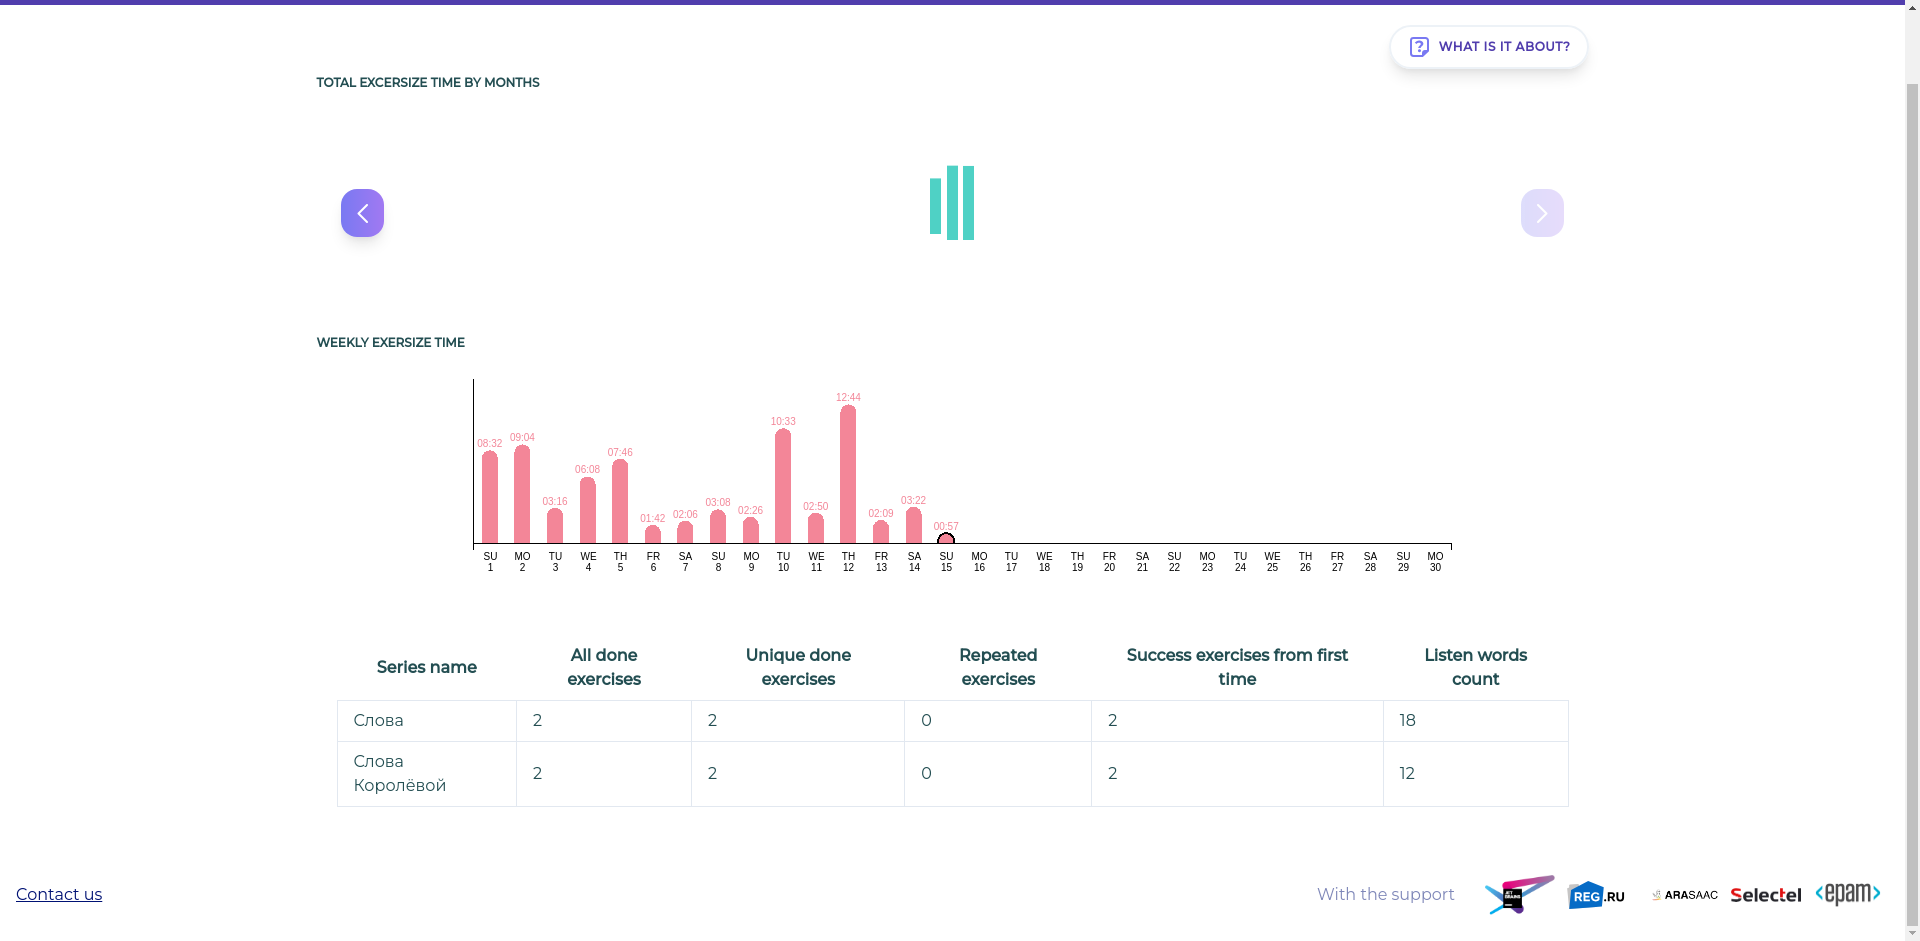 WHAT IS IT ABOUT?
TOTAL EXCERSIZE TIME BY MONTHS
WEEKLY EXERSIZE TIME
08:32 09:04 03:16 06:08 07:46 01:42 02:06 03:08 02:26 10:33 02:50 12:44 02:09 03:22 00:57
SU MO TU WE TH FR SA SU MO TU WE TH FR SA SU MO TU WE TH FR SA SU MO TU WE TH FR SA SU MO
1 2 3 4 5 6 7 8 9 10 11 12 13 14 15 16 17 18 19 20 21 22 23 24 25 26 27 28 29 30
Series name
All done
exercises
Unique done
exercises
Repeated
exercises
Success exercises from first
time
Listen words
count
Слова 2 2 0 2 18
Слова
Королёвой
2 2 0 2 12
Contact us
With the support
JET
BRAINS
REG.RU
ARASAAC
Selectel
<epam>